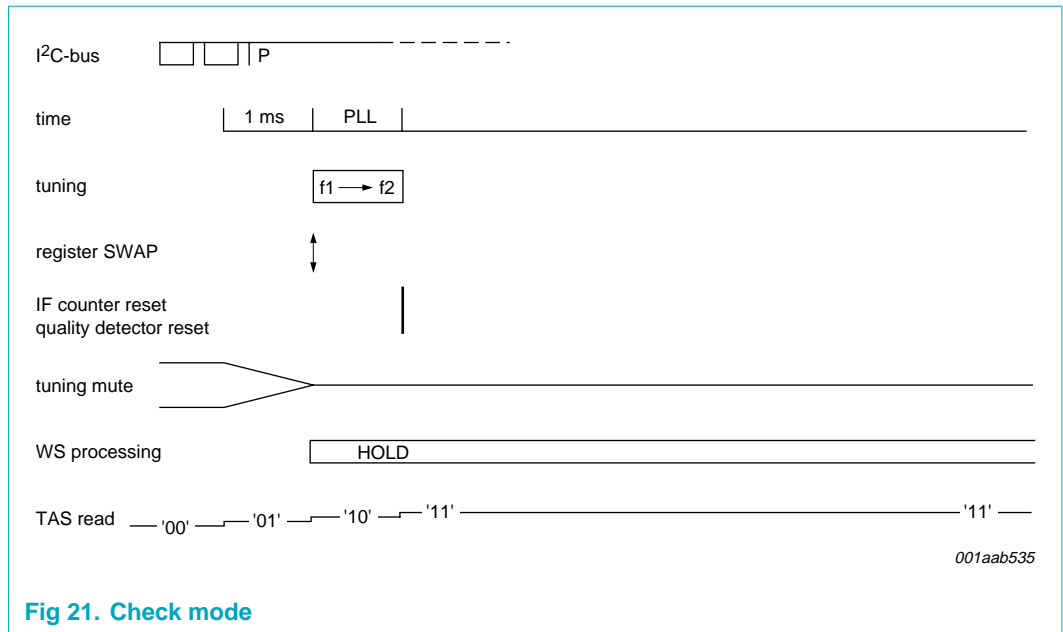 I²C-bus P
time 1 ms PLL
tuning f1 → f2
register SWAP
IF counter reset
quality detector reset
tuning mute
WS processing HOLD
TAS read '00' '01' '10' '11' '11'
001aab535
Fig 21. Check mode